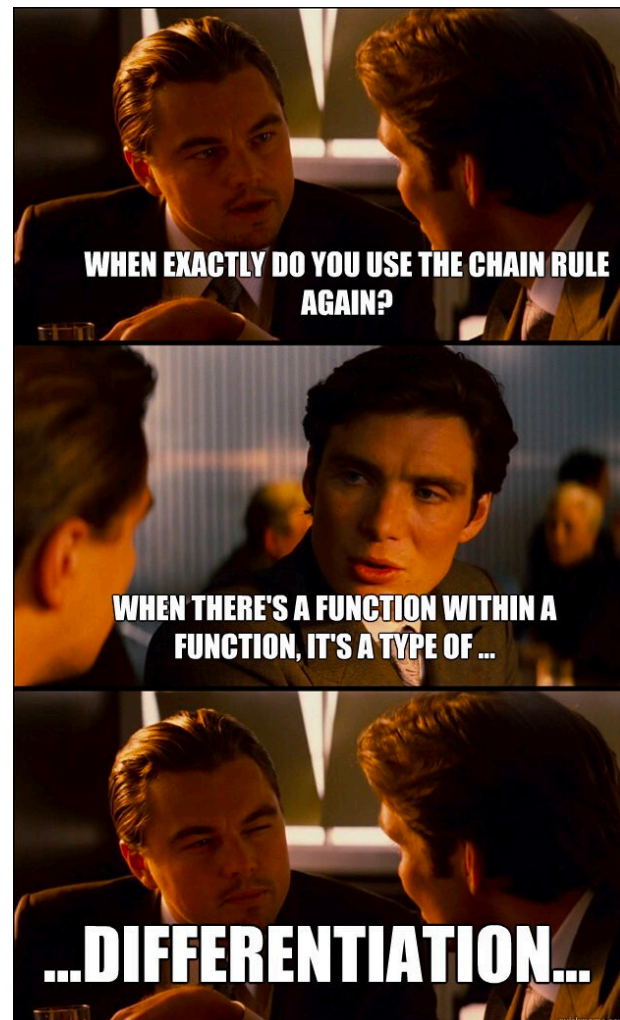 WHEN EXACTLY DO YOU USE THE CHAIN RULE
AGAIN?
WHEN THERE'S A FUNCTION WITHIN A
FUNCTION, IT'S A TYPE OF ...
...DIFFERENTIATION...